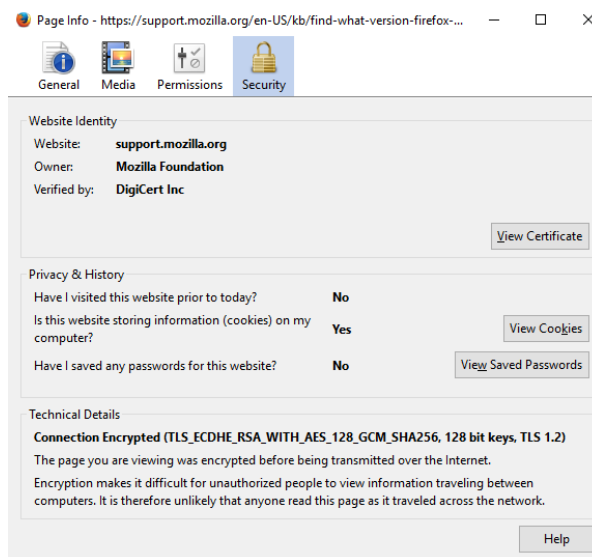 Page Info - https://support.mozilla.org/en-US/kb/find-what-version-firefox-...
General Media Permissions Security
Website Identity
Website: support.mozilla.org
Owner: Mozilla Foundation
Verified by: DigiCert Inc
View Certificate
Privacy & History
Have I visited this website prior to today? No
Is this website storing information (cookies) on my
computer?
Yes
View Cookies
Have I saved any passwords for this website? No
View Saved Passwords
Technical Details
Connection Encrypted (TLS_ECDHE_RSA_WITH_AES_128_GCM_SHA256, 128 bit keys, TLS 1.2)
The page you are viewing was encrypted before being transmitted over the Internet.
Encryption makes it difficult for unauthorized people to view information traveling between
computers. It is therefore unlikely that anyone read this page as it traveled across the network.
Help